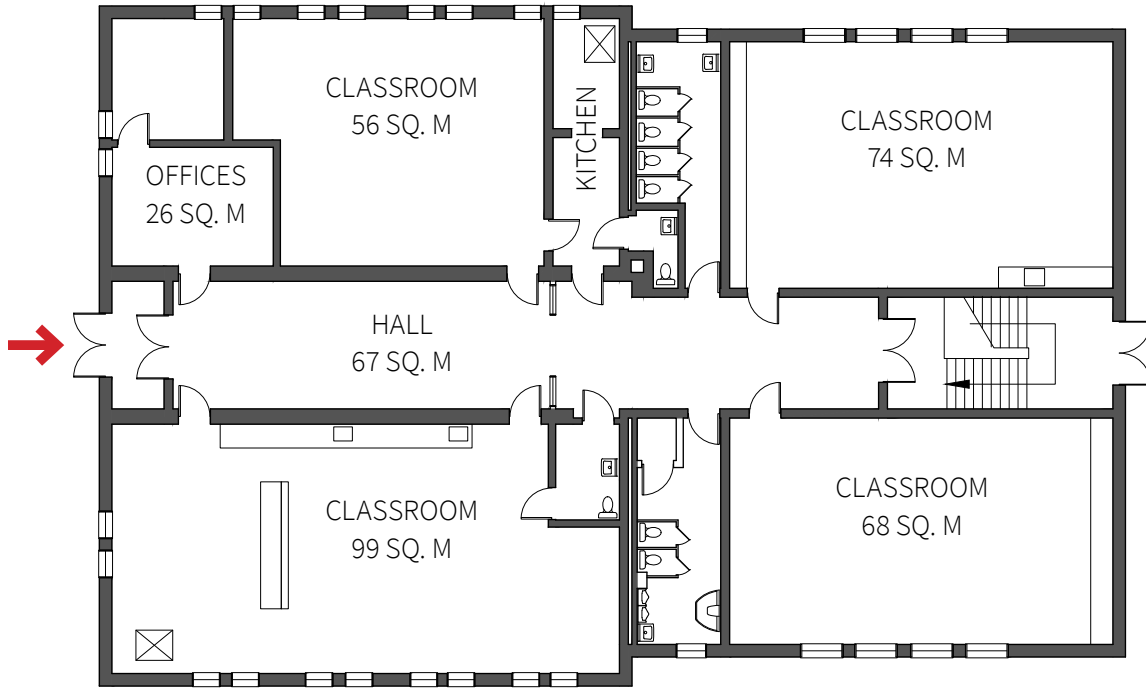 CLASSROOM
56 SQ. M
KITCHEN
CLASSROOM
74 SQ. M
OFFICES
26 SQ. M
HALL
67 SQ. M
CLASSROOM
99 SQ. M
CLASSROOM
68 SQ. M